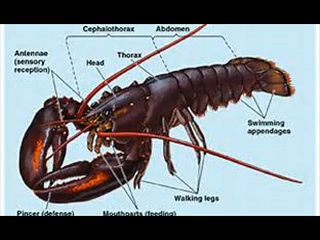 Cephalothorax
Abdomen
Antennae
(sensory
reception)
Head
Thorax
Swimming
appendages
Walking legs
Pincer (defense)
Mouthparts (feeding)